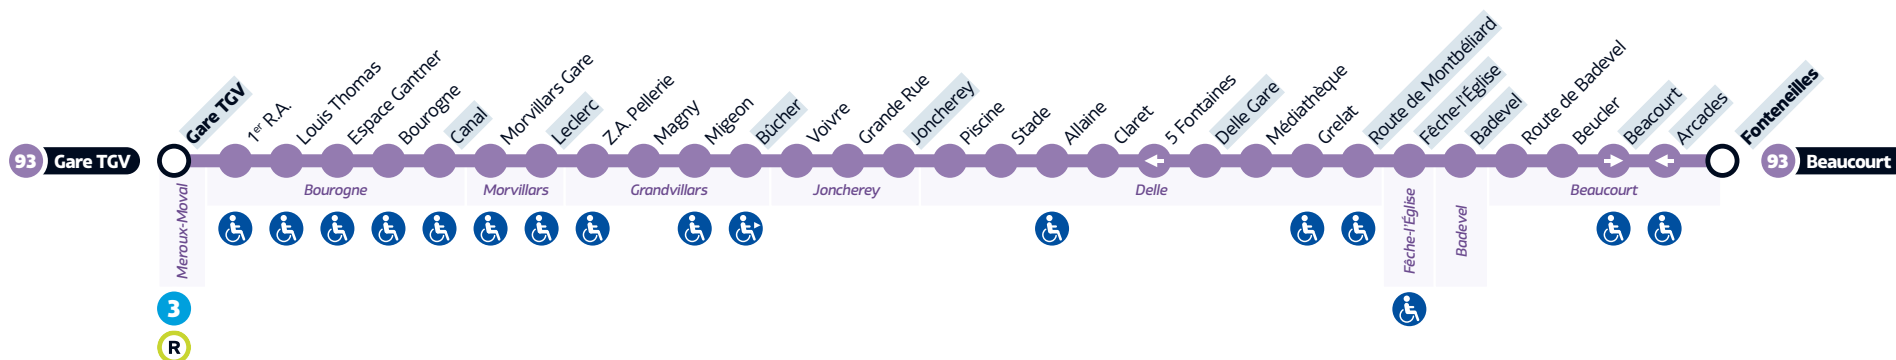 93 Gare TGV
Gare TGV
1er R.A.
Louis Thomas
Espace Gantner
Bourogne
Canal
Morvillars Gare
Leclerc
Z.A. Pellerie
Magny
Migeon
Bûcher
Voivre
Grande Rue
Joncherey
Piscine
Stade
Allaine
Claret
5 Fontaines
Delle Gare
Médiathèque
Grelat
Route de Montbéliard
Fêche-l'Église
Badevel
Route de Badevel
Beucler
Beacourt
Arcades
Fonteneilles
93 Beaucourt
Meroux-Moval
Bourogne
Morvillars
Grandvillars
Joncherey
Delle
Fêche-l'Église
Badevel
Beaucourt
3
R